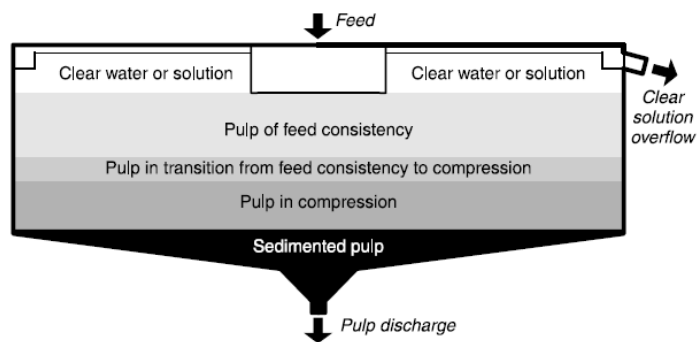 Feed
Clear water or solution
Clear water or solution
Clear
solution
overflow
Pulp of feed consistency
Pulp in transition from feed consistency to compression
Pulp in compression
Sedimented pulp
Pulp discharge